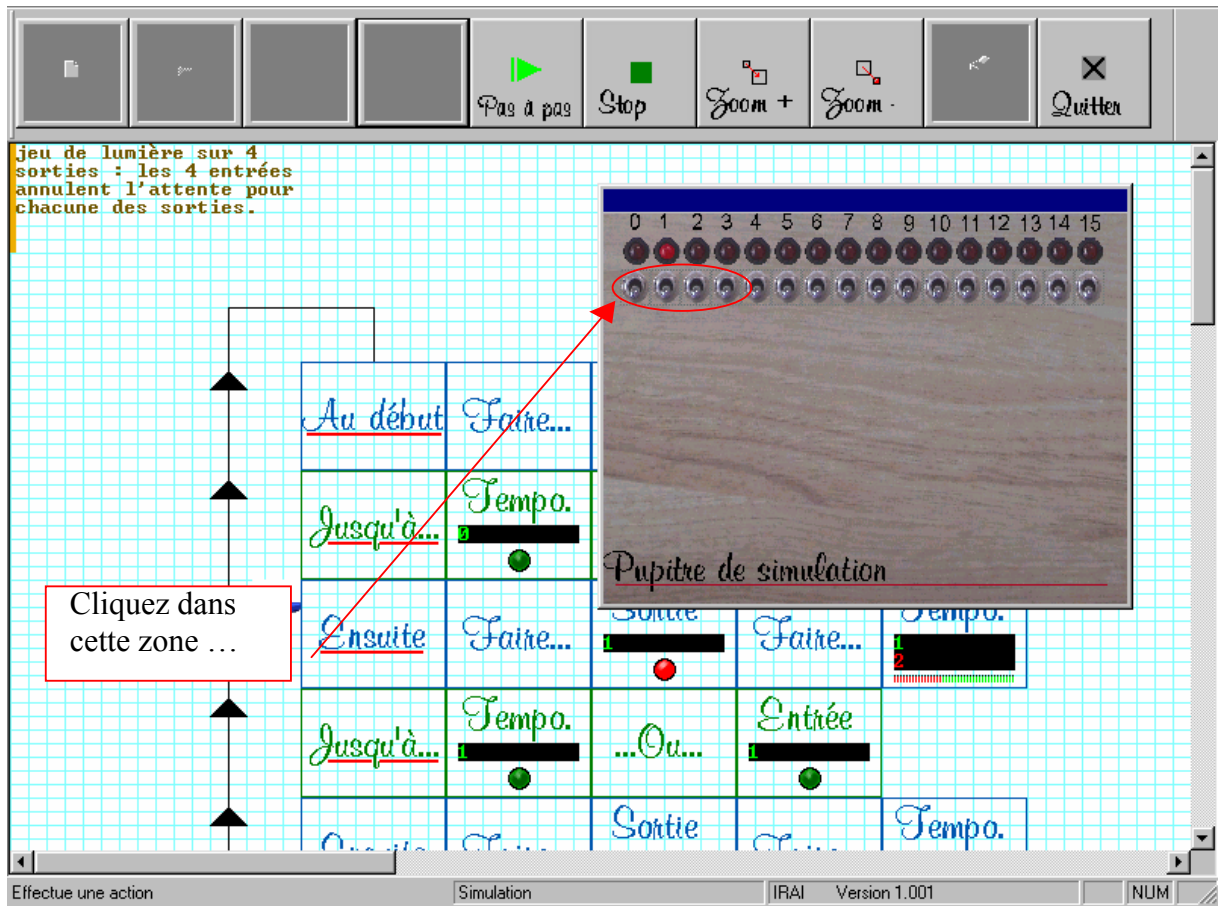 Pas à pas
Stop
Zoom +
Zoom -
Quitter
jeu de lumière sur 4
sorties : les 4 entrées
annulent l'attente pour
chacune des sorties.
0 1 2 3 4 5 6 7 8 9 10 11 12 13 14 15
Au début Faire...
Jusqu'à... Tempo.
0
Pupitre de simulation
Cliquez dans
cette zone …
Ensuite Faire... Sortie Faire... Tempo.
1 1
2
Jusqu'à... Tempo. ...Ou... Entrée
1 1
Ensuite Faire... Sortie Faire... Tempo.
Effectue une action Simulation IRAI Version 1.001 NUM